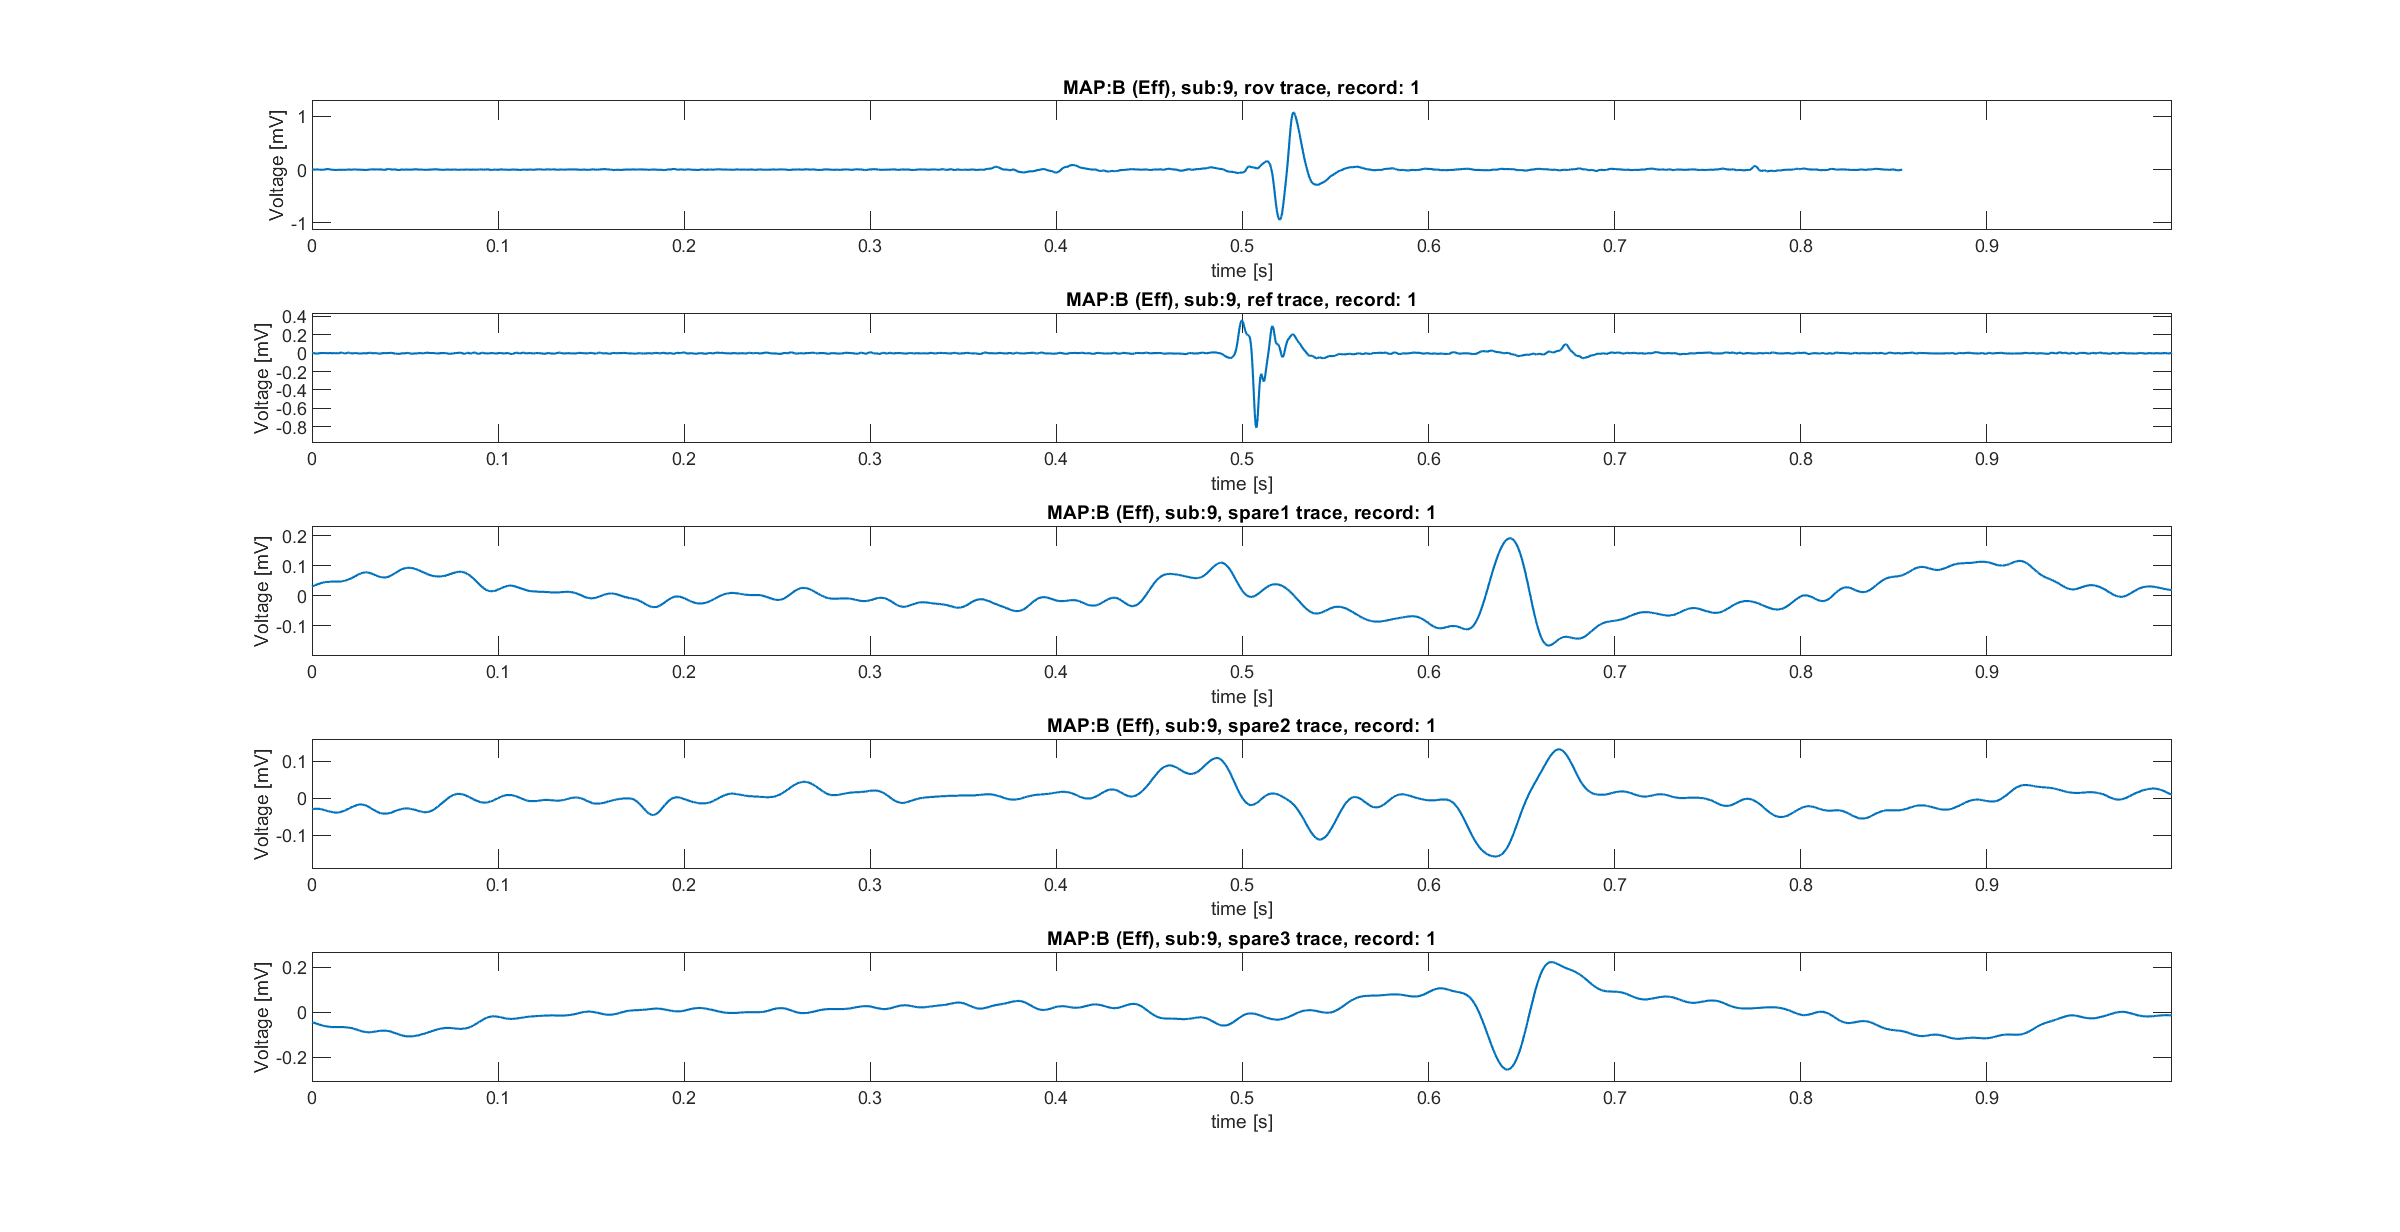 MAP:B (Eff), sub:9, rov trace, record: 1
Voltage [mV]
1
0
-1
0 0.1 0.2 0.3 0.4 0.5 0.6 0.7 0.8 0.9
time [s]
MAP:B (Eff), sub:9, ref trace, record: 1
Voltage [mV]
0.4
0.2
0
-0.2
-0.4
-0.6
-0.8
0 0.1 0.2 0.3 0.4 0.5 0.6 0.7 0.8 0.9
time [s]
MAP:B (Eff), sub:9, spare1 trace, record: 1
Voltage [mV]
0.2
0.1
0
-0.1
0 0.1 0.2 0.3 0.4 0.5 0.6 0.7 0.8 0.9
time [s]
MAP:B (Eff), sub:9, spare2 trace, record: 1
Voltage [mV]
0.1
0
-0.1
0 0.1 0.2 0.3 0.4 0.5 0.6 0.7 0.8 0.9
time [s]
MAP:B (Eff), sub:9, spare3 trace, record: 1
Voltage [mV]
0.2
0
-0.2
0 0.1 0.2 0.3 0.4 0.5 0.6 0.7 0.8 0.9
time [s]